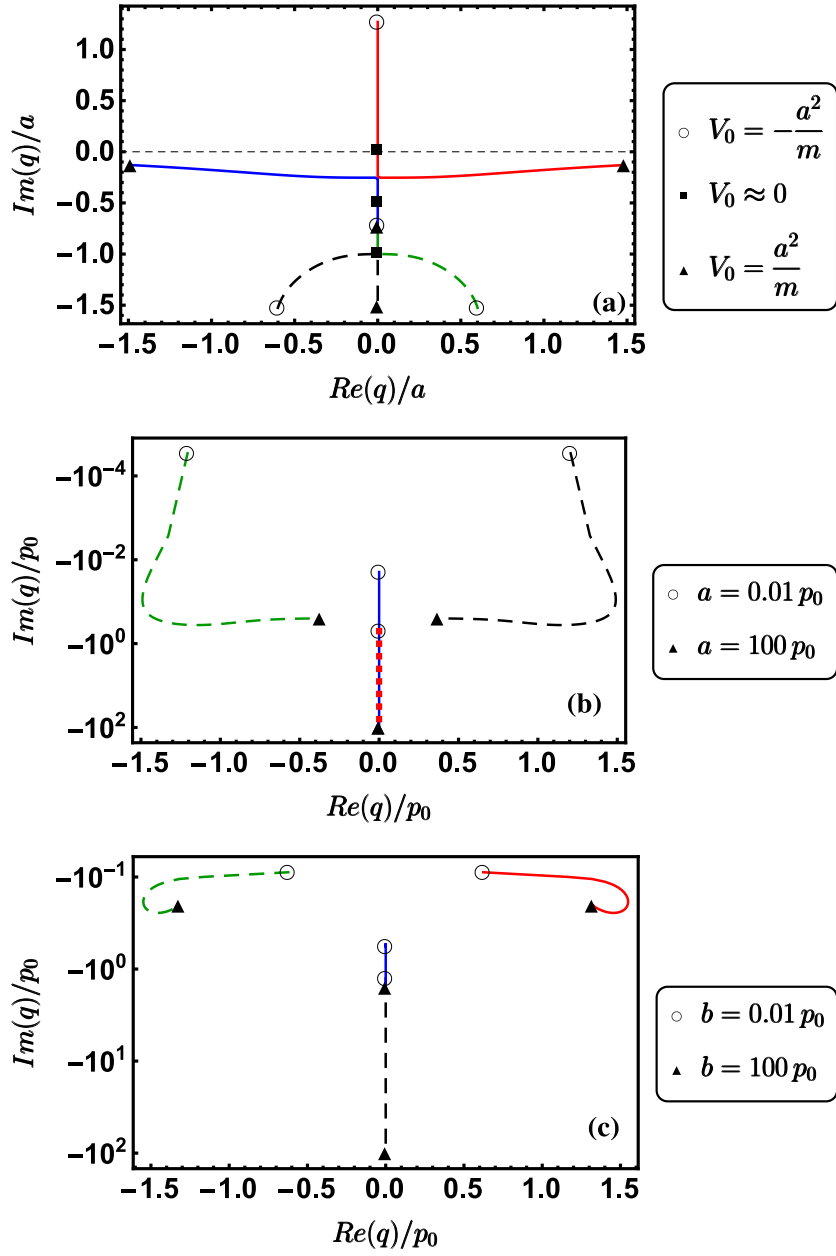 Im(q)/a
1.0
0.5
0.0
−0.5
−1.0
−1.5
−1.5 −1.0 −0.5 0.0 0.5 1.0 1.5
Re(q)/a
(a)
○ V₀ = −a²/m
■ V₀ ≈ 0
▲ V₀ = a²/m
Im(q)/p₀
−10⁻⁴
−10⁻²
−10⁰
−10²
−1.5 −1.0 −0.5 0.0 0.5 1.0 1.5
Re(q)/p₀
(b)
○ a = 0.01 p₀
▲ a = 100 p₀
Im(q)/p₀
−10⁻¹
−10⁰
−10¹
−10²
−1.5 −1.0 −0.5 0.0 0.5 1.0 1.5
Re(q)/p₀
(c)
○ b = 0.01 p₀
▲ b = 100 p₀